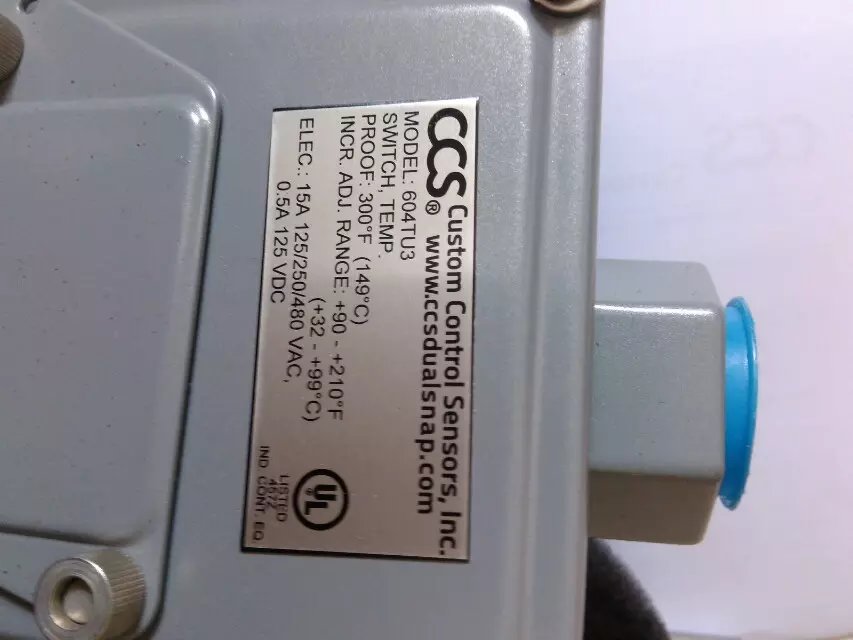 CCS® Custom Control Sensors, Inc.
www.ccsdualsnap.com
MODEL: 604TU3
SWITCH, TEMP.
PROOF: 300°F (149°C)
INCR. ADJ. RANGE: +90 - +210°F
(+32 - +99°C)
ELEC.: 15A 125/250/480 VAC,
0.5A 125 VDC
UL
LISTED
4672
IND CONT. EQ.